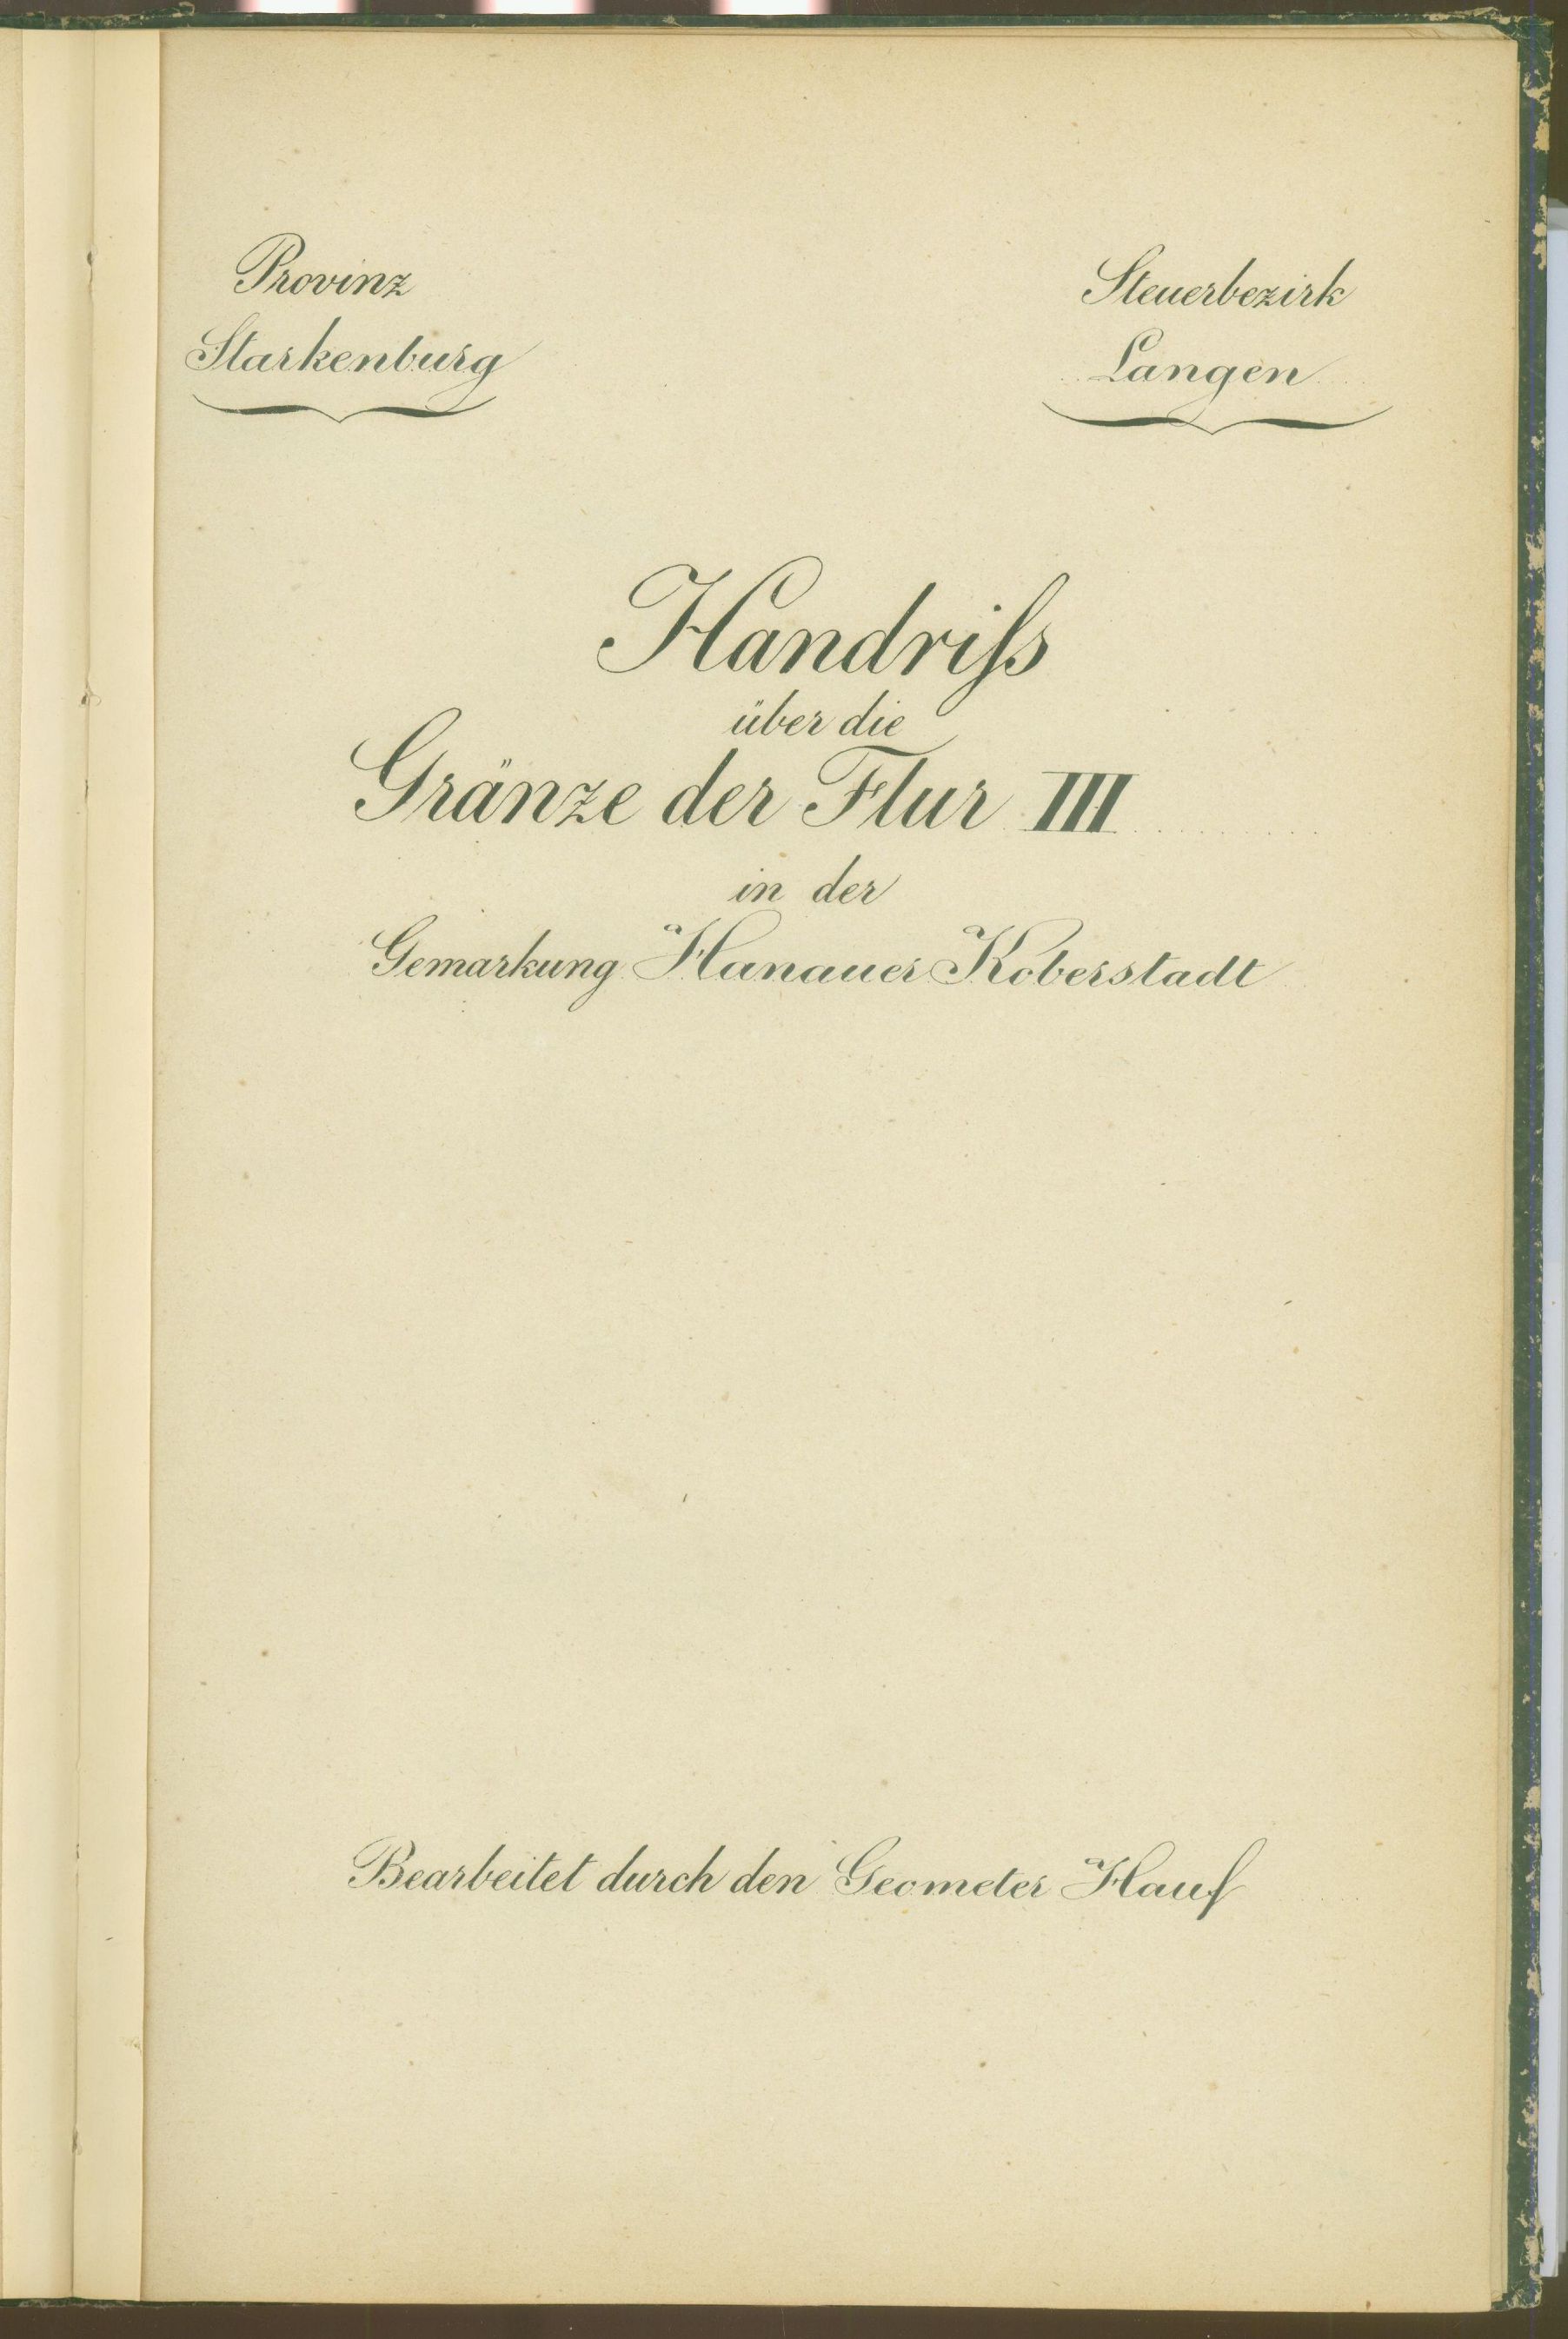 Provinz
Starkenburg
Steuerbezirk
Langen
Handriſs
über die
Gränze der Flur III
in der
Gemarkung Hanauer Koberstadt
Bearbeitet durch den Geometer Hauf